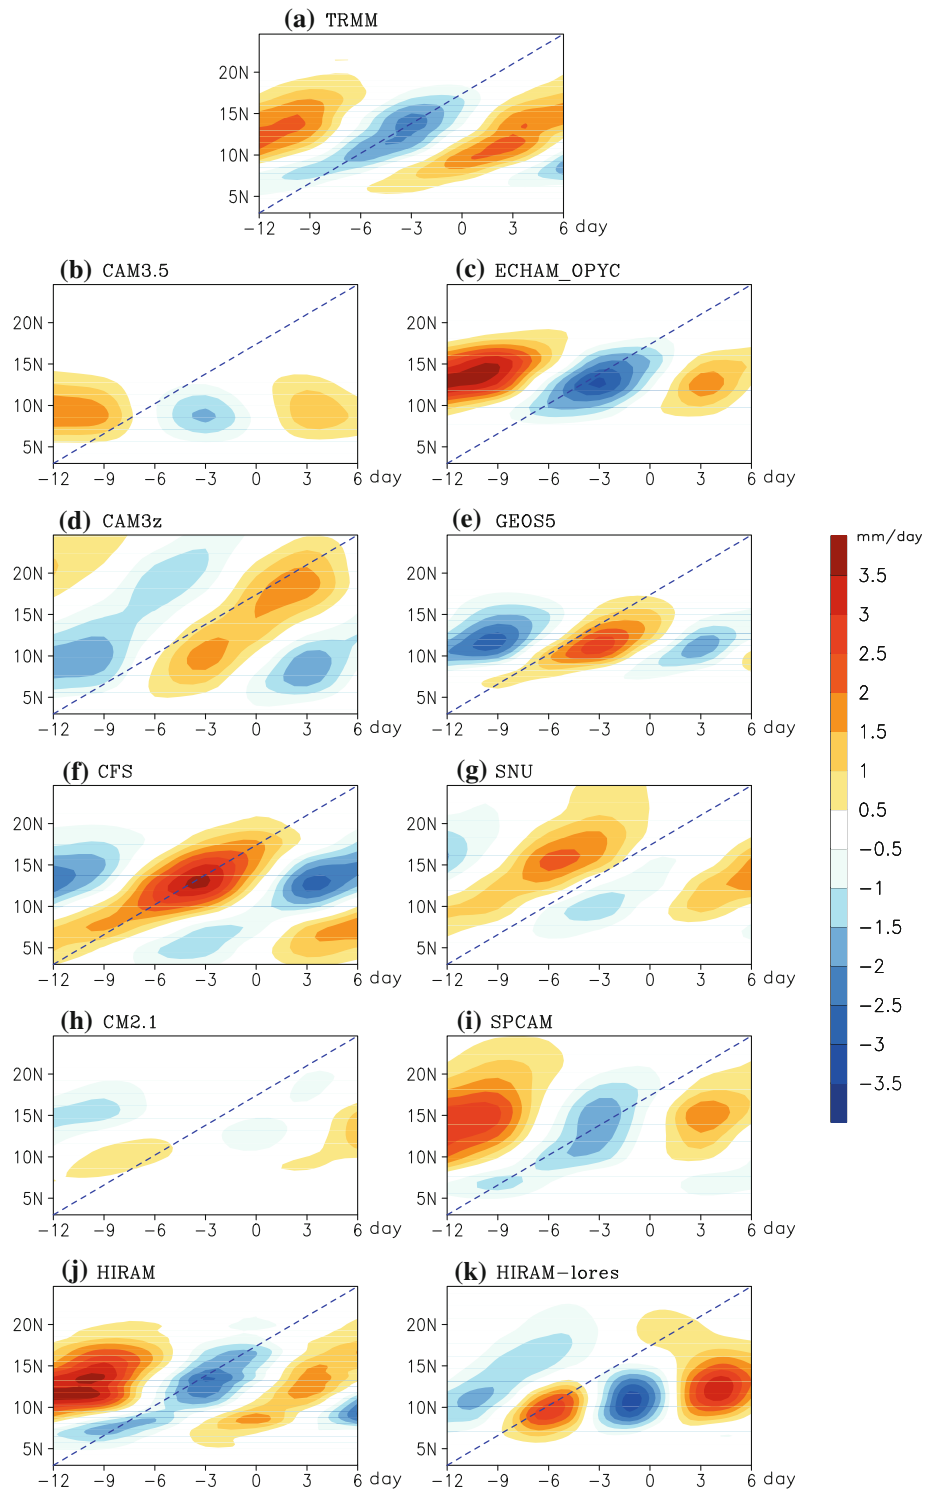 (a) TRMM
20N
15N
10N
5N
-12 -9 -6 -3 0 3 6 day
(b) CAM3.5
20N
15N
10N
5N
-12 -9 -6 -3 0 3 6 day
(c) ECHAM_OPYC
20N
15N
10N
5N
-12 -9 -6 -3 0 3 6 day
(d) CAM3z
20N
15N
10N
5N
-12 -9 -6 -3 0 3 6 day
(e) GEOS5
20N
15N
10N
5N
-12 -9 -6 -3 0 3 6 day
mm/day
3.5
3
2.5
2
1.5
1
0.5
-0.5
-1
-1.5
-2
-2.5
-3
-3.5
(f) CFS
20N
15N
10N
5N
-12 -9 -6 -3 0 3 6 day
(g) SNU
20N
15N
10N
5N
-12 -9 -6 -3 0 3 6 day
(h) CM2.1
20N
15N
10N
5N
-12 -9 -6 -3 0 3 6 day
(i) SPCAM
20N
15N
10N
5N
-12 -9 -6 -3 0 3 6 day
(j) HIRAM
20N
15N
10N
5N
-12 -9 -6 -3 0 3 6 day
(k) HIRAM-lores
20N
15N
10N
5N
-12 -9 -6 -3 0 3 6 day